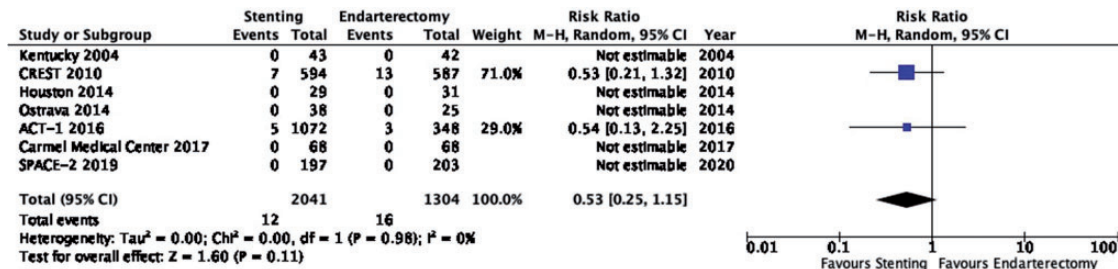 Stenting Endarterectomy Risk Ratio Risk Ratio
Study or Subgroup Events Total Events Total Weight M-H, Random, 95% CI Year M-H, Random, 95% CI
Kentucky 2004 0 43 0 42 Not estimable 2004
CREST 2010 7 594 13 587 71.0% 0.53 [0.21, 1.32] 2010
Houston 2014 0 29 0 31 Not estimable 2014
Ostrava 2014 0 38 0 25 Not estimable 2014
ACT-1 2016 5 1072 3 348 29.0% 0.54 [0.13, 2.25] 2016
Carmel Medical Center 2017 0 68 0 68 Not estimable 2017
SPACE-2 2019 0 197 0 203 Not estimable 2020
Total (95% CI) 2041 1304 100.0% 0.53 [0.25, 1.15]
Total events 12 16
Heterogeneity: Tau² = 0.00; Chi² = 0.00, df = 1 (P = 0.98); I² = 0%
Test for overall effect: Z = 1.60 (P = 0.11)
0.01 0.1 1 10 100
Favours Stenting Favours Endarterectomy